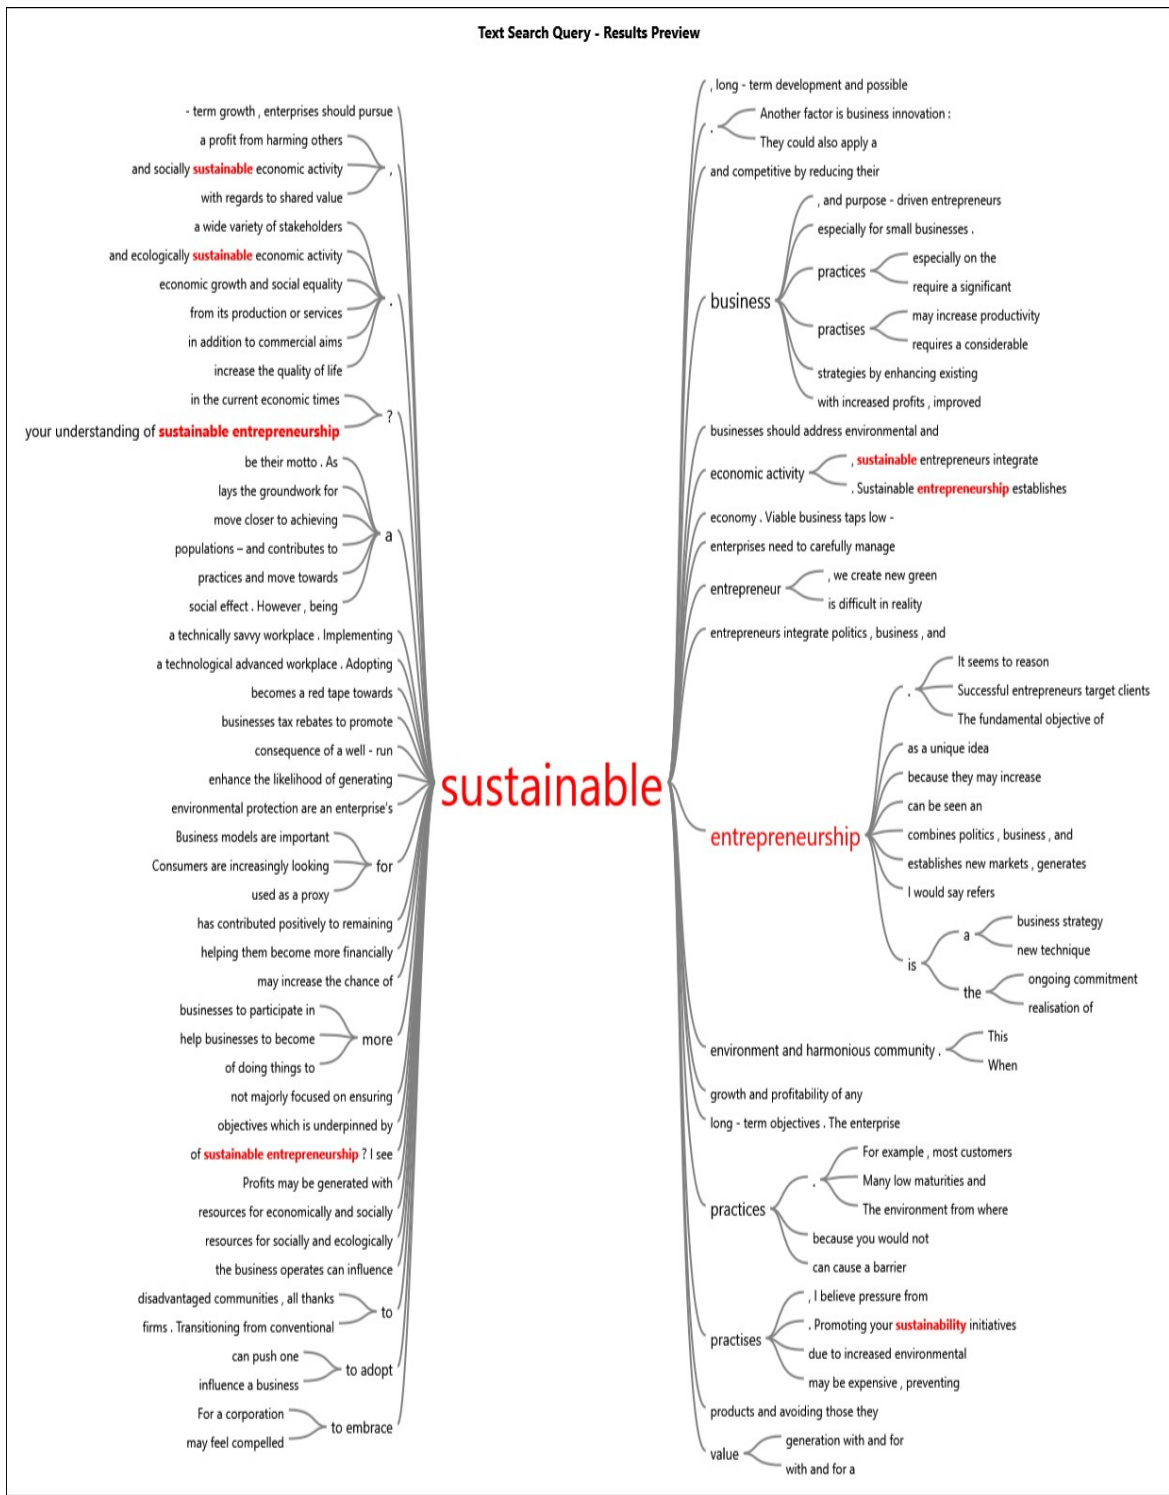 Text Search Query - Results Preview
- term growth , enterprises should pursue
a profit from harming others
and socially sustainable economic activity
with regards to shared value
,
a wide variety of stakeholders
and ecologically sustainable economic activity
economic growth and social equality
from its production or services
in addition to commercial aims
increase the quality of life
.
in the current economic times
your understanding of sustainable entrepreneurship
?
be their motto . As
lays the groundwork for
move closer to achieving
populations – and contributes to
practices and move towards
social effect . However , being
a
a technically savvy workplace . Implementing
a technological advanced workplace . Adopting
becomes a red tape towards
businesses tax rebates to promote
consequence of a well - run
enhance the likelihood of generating
environmental protection are an enterprise's
Business models are important
Consumers are increasingly looking
used as a proxy
for
has contributed positively to remaining
helping them become more financially
may increase the chance of
businesses to participate in
help businesses to become
of doing things to
more
not majorly focused on ensuring
objectives which is underpinned by
of sustainable entrepreneurship ? I see
Profits may be generated with
resources for economically and socially
resources for socially and ecologically
the business operates can influence
disadvantaged communities , all thanks
firms . Transitioning from conventional
to
can push one
influence a business
to adopt
For a corporation
may feel compelled
to embrace
sustainable
, long - term development and possible
.
Another factor is business innovation :
They could also apply a
and competitive by reducing their
business
, and purpose - driven entrepreneurs
especially for small businesses .
practices
especially on the
require a significant
practises
may increase productivity
requires a considerable
strategies by enhancing existing
with increased profits , improved
businesses should address environmental and
economic activity
, sustainable entrepreneurs integrate
. Sustainable entrepreneurship establishes
economy . Viable business taps low -
enterprises need to carefully manage
entrepreneur
, we create new green
is difficult in reality
entrepreneurs integrate politics , business , and
entrepreneurship
.
It seems to reason
Successful entrepreneurs target clients
The fundamental objective of
as a unique idea
because they may increase
can be seen an
combines politics , business , and
establishes new markets , generates
I would say refers
is
a
business strategy
new technique
the
ongoing commitment
realisation of
environment and harmonious community .
This
When
growth and profitability of any
long - term objectives . The enterprise
practices
.
For example , most customers
Many low maturities and
The environment from where
because you would not
can cause a barrier
practises
, I believe pressure from
. Promoting your sustainability initiatives
due to increased environmental
may be expensive , preventing
products and avoiding those they
value
generation with and for
with and for a